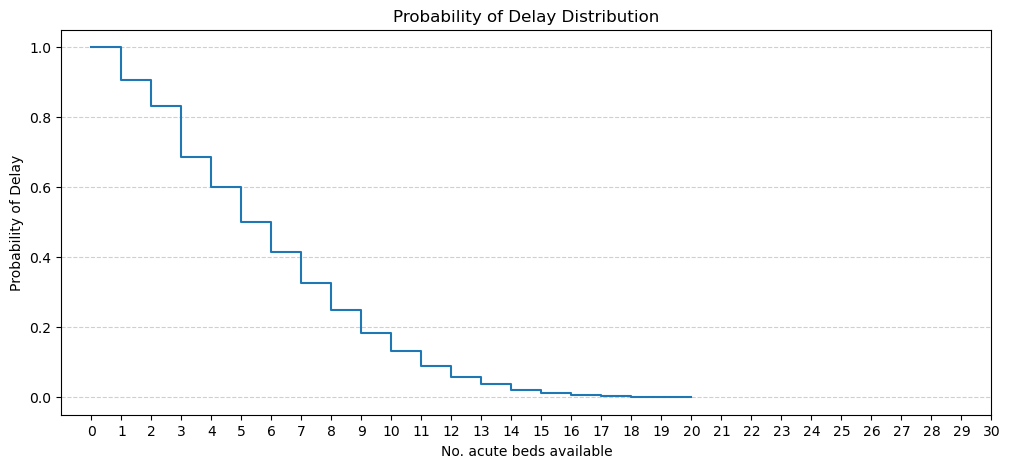 Probability of Delay Distribution
Probability of Delay
1.0
0.8
0.6
0.4
0.2
0.0
0 1 2 3 4 5 6 7 8 9 10 11 12 13 14 15 16 17 18 19 20 21 22 23 24 25 26 27 28 29 30
No. acute beds available